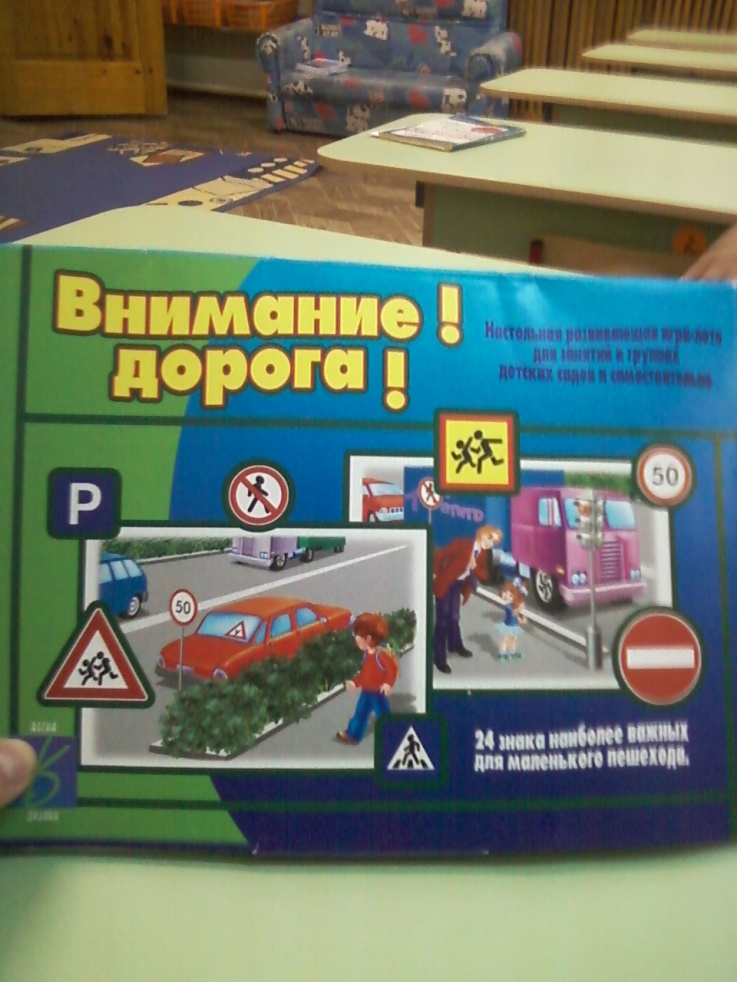 Внимание!
дорога!
Настольная развивающая игра-лото
для занятий в группах
детских садов и самостоятельно
50
P
50
24 знака наиболее важных
для маленького пешехода.